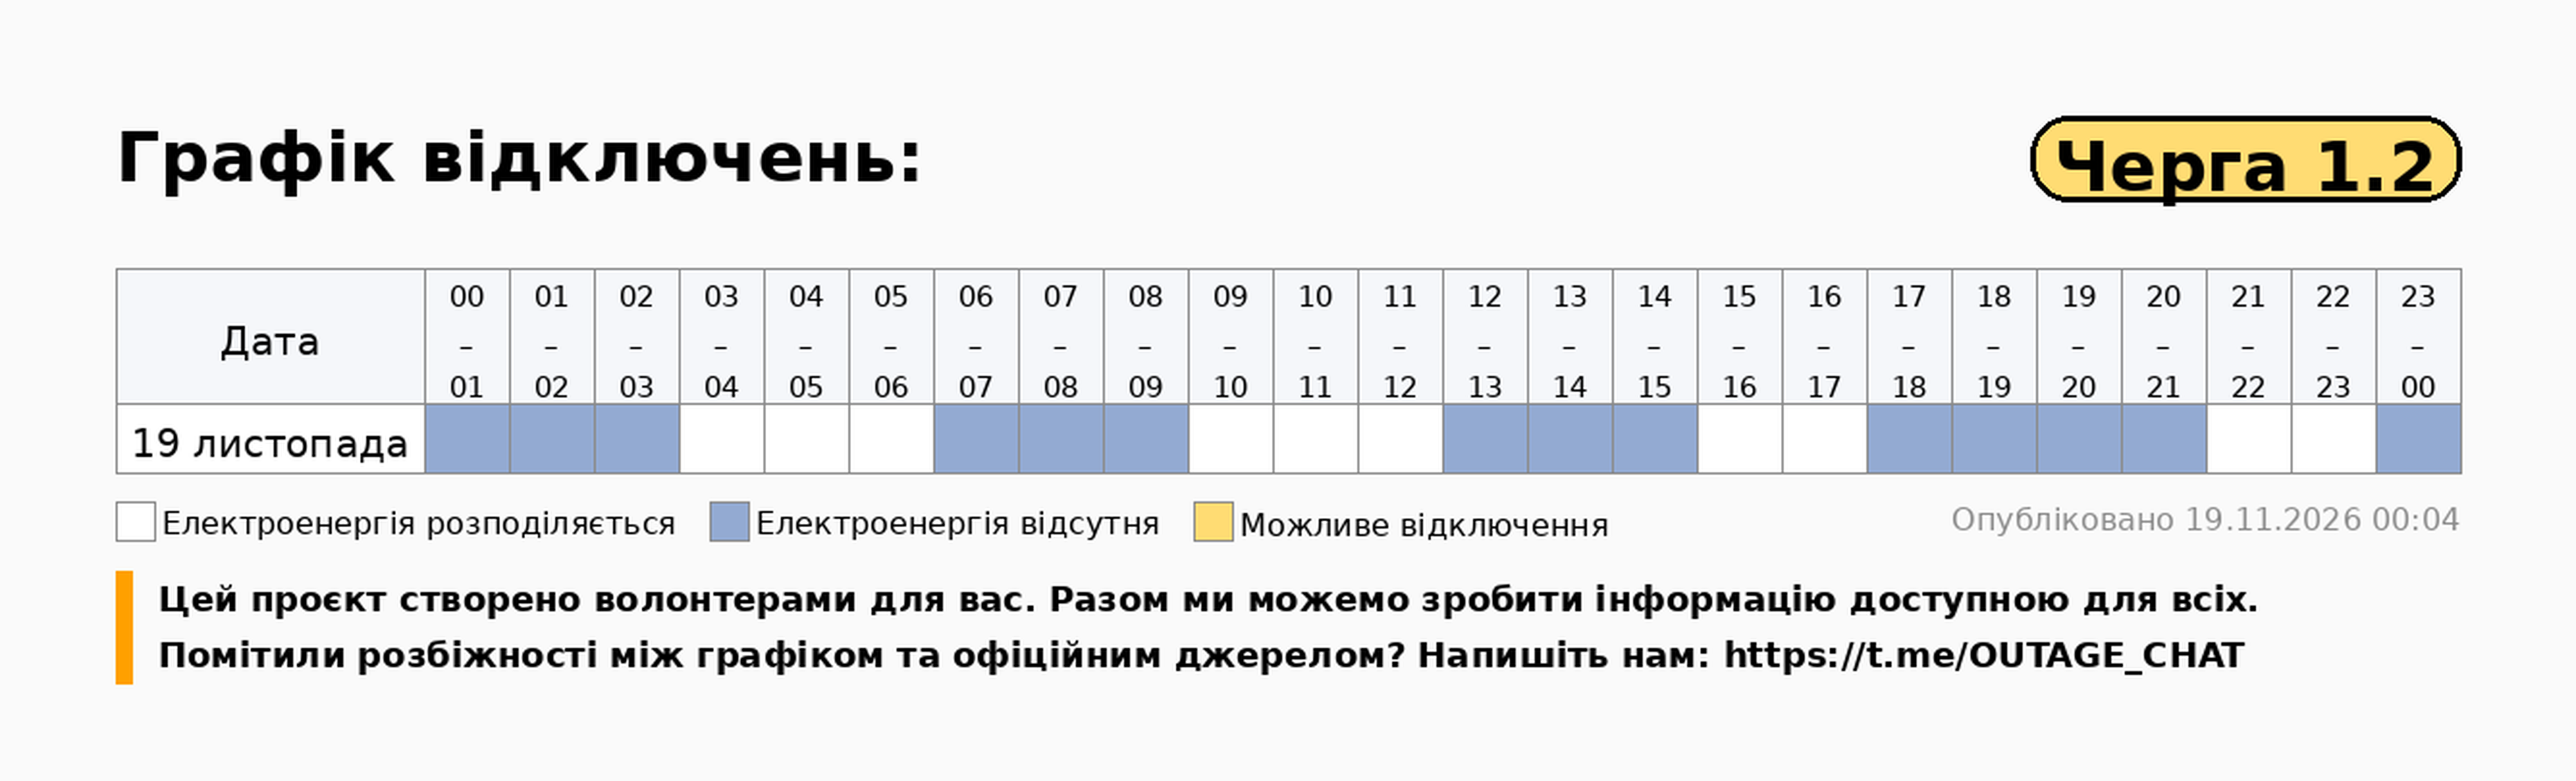 Графік відключень:
Черга 1.2
Дата 00 – 01 01 – 02 02 – 03 03 – 04 04 – 05 05 – 06 06 – 07 07 – 08 08 – 09 09 – 10 10 – 11 11 – 12 12 – 13 13 – 14 14 – 15 15 – 16 16 – 17 17 – 18 18 – 19 19 – 20 20 – 21 21 – 22 22 – 23 23 – 00
19 листопада
Електроенергія розподіляється Електроенергія відсутня Можливе відключення
Опубліковано 19.11.2026 00:04
Цей проєкт створено волонтерами для вас. Разом ми можемо зробити інформацію доступною для всіх.
Помітили розбіжності між графіком та офіційним джерелом? Напишіть нам: https://t.me/OUTAGE_CHAT